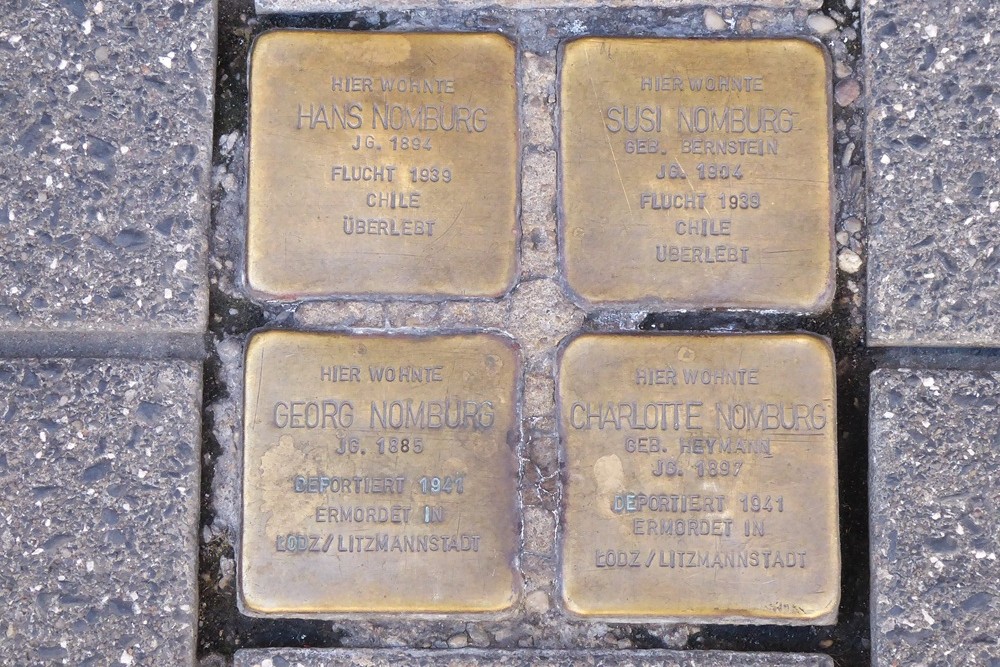 HIER WOHNTE
HANS NOMBURG
JG. 1894
FLUCHT 1939
CHILE
ÜBERLEBT
HIER WOHNTE
SUSI NOMBURG
GEB. BERNSTEIN
JG. 1904
FLUCHT 1939
CHILE
ÜBERLEBT
HIER WOHNTE
GEORG NOMBURG
JG. 1885
DEPORTIERT 1941
ERMORDET IN
ŁODZ/LITZMANNSTADT
HIER WOHNTE
CHARLOTTE NOMBURG
GEB. HEYMANN
JG. 1897
DEPORTIERT 1941
ERMORDET IN
ŁODZ/LITZMANNSTADT